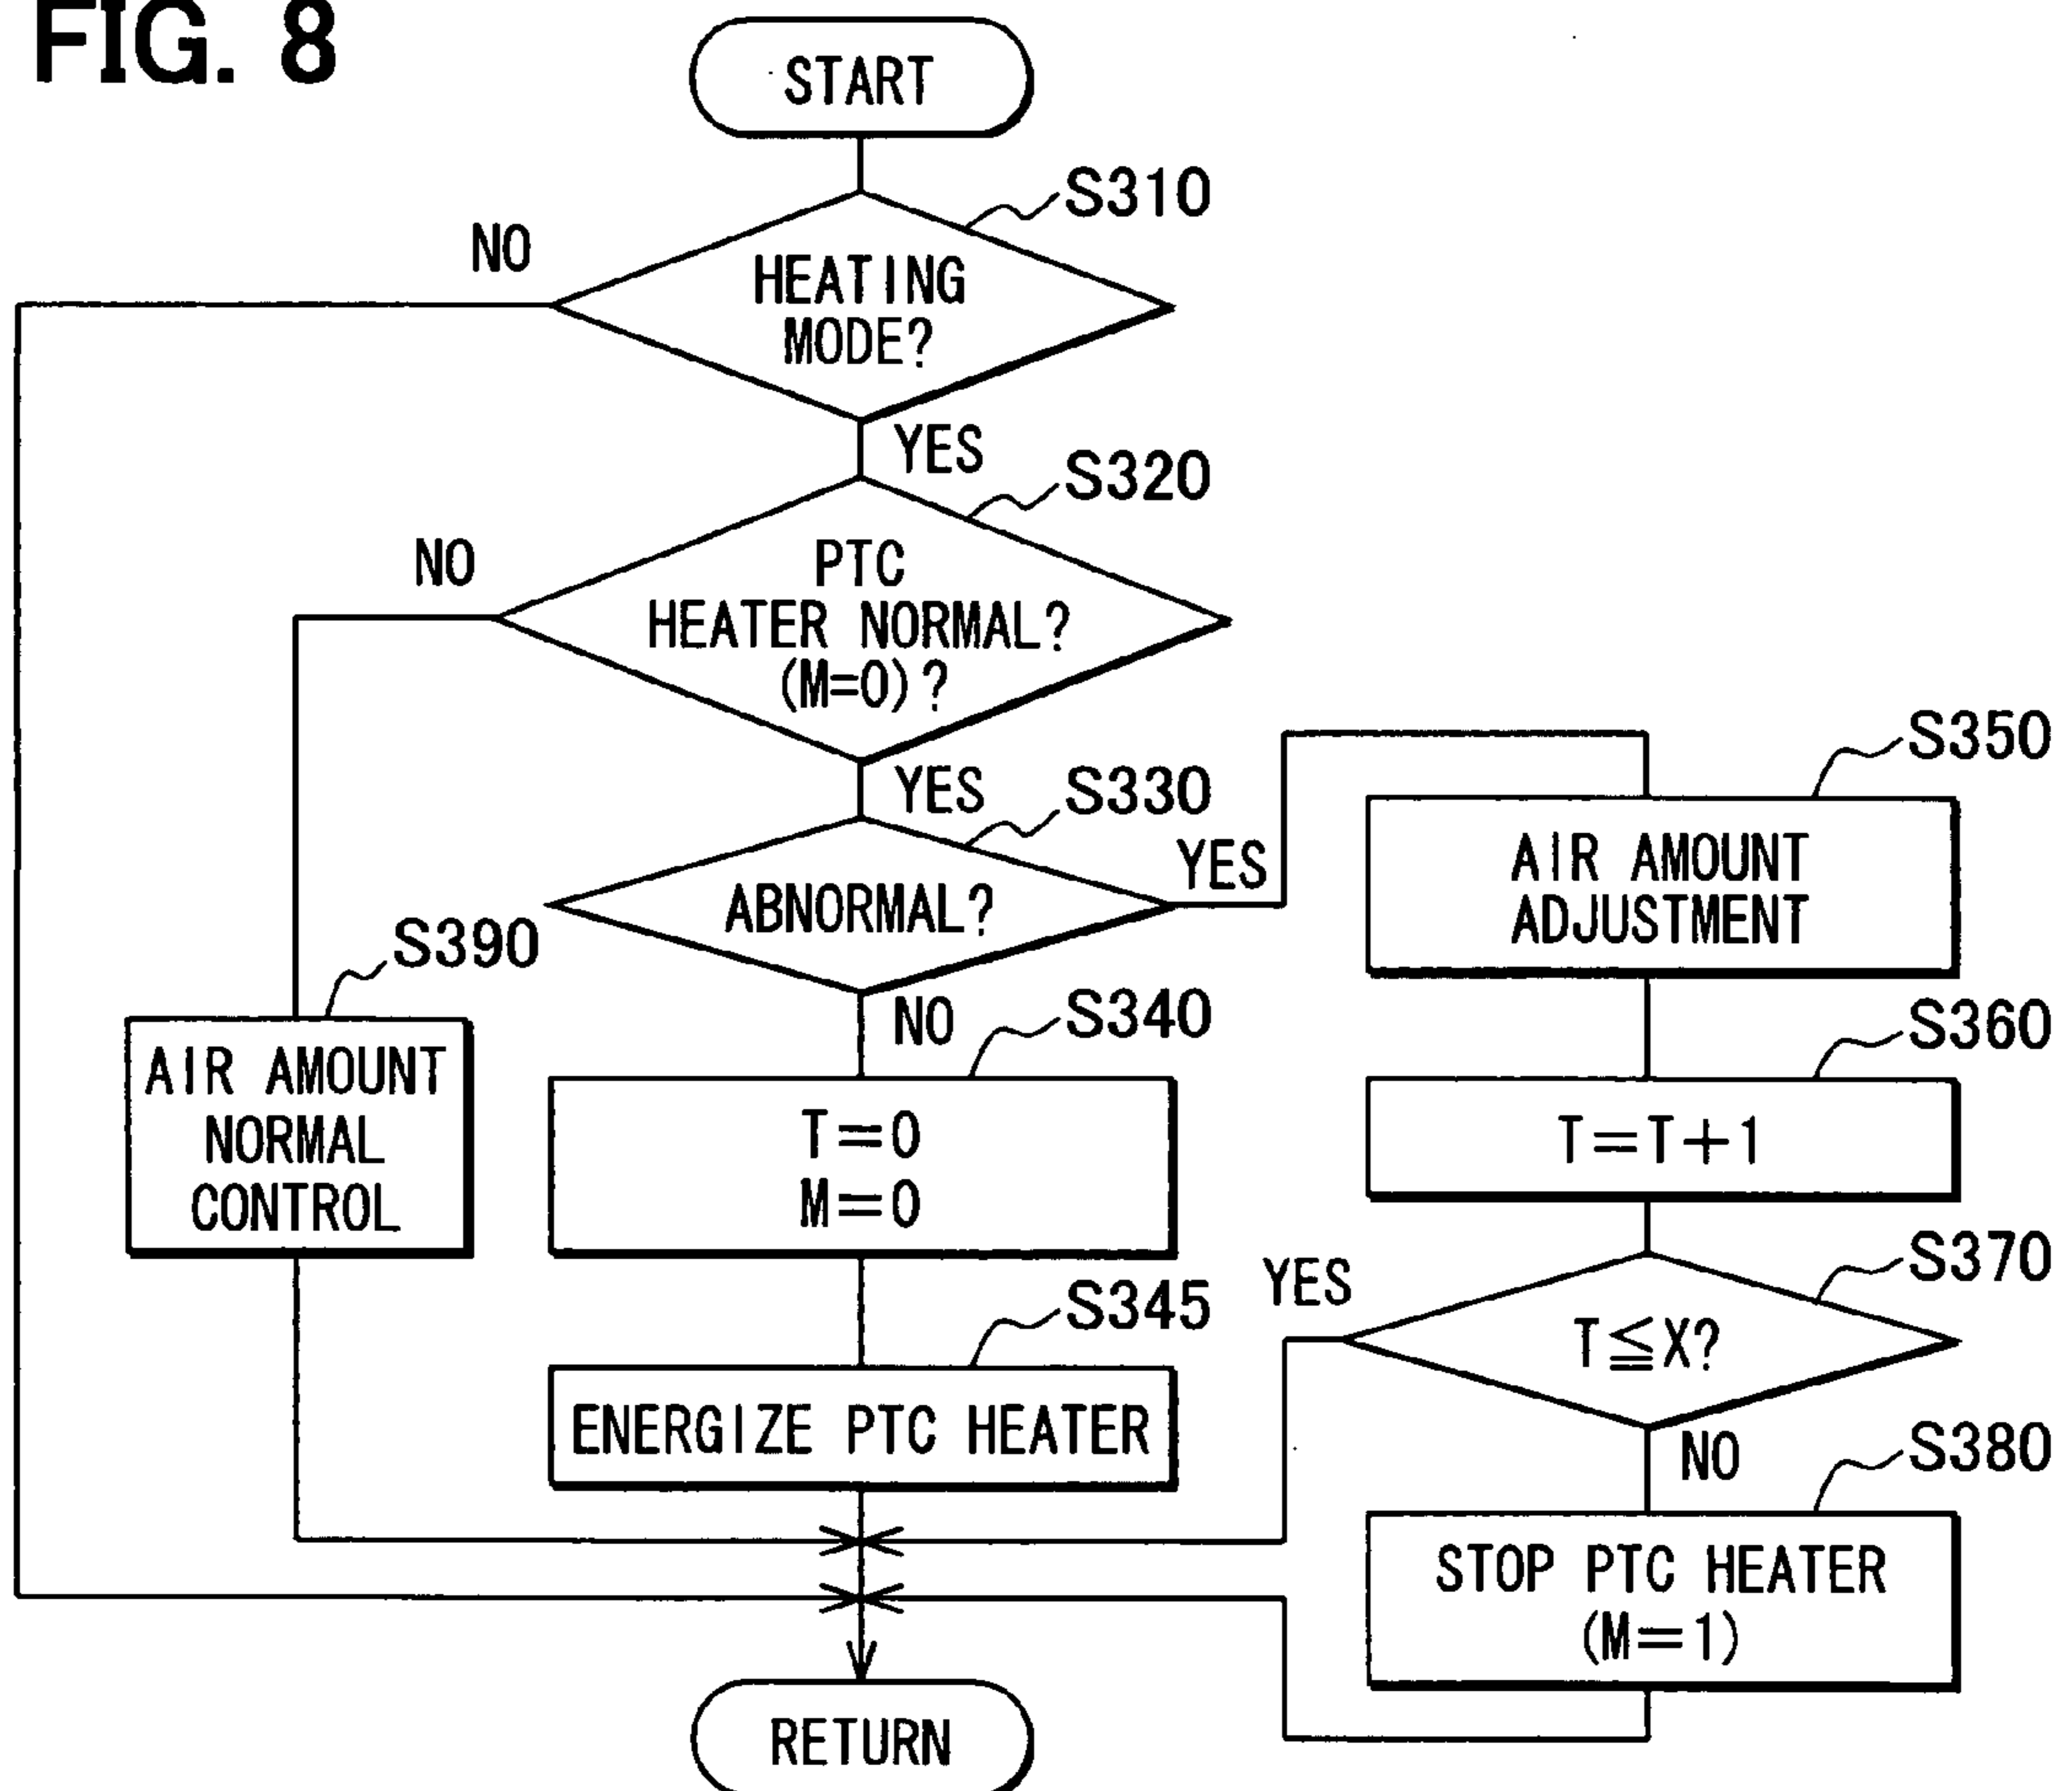 FIG. 8
START
S310
NO
HEATING
MODE?
YES
S320
NO
PTC
HEATER NORMAL?
(M=0)?
YES
S330
YES
ABNORMAL?
NO
S340
T=0
M=0
S345
ENERGIZE PTC HEATER
S390
AIR AMOUNT
NORMAL
CONTROL
S350
AIR AMOUNT
ADJUSTMENT
S360
T=T+1
S370
YES
T≦X?
NO
S380
STOP PTC HEATER
(M=1)
RETURN